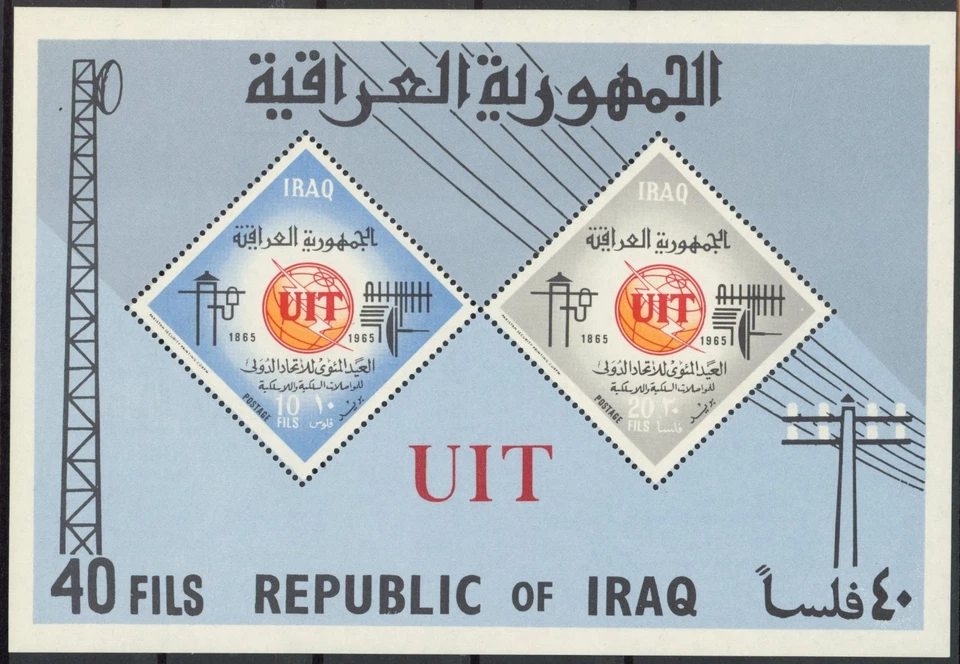 الجمهورية العراقية
IRAQ
الجمهورية العراقية
UIT
1865 1965
العيد المئوي للاتحاد الدولي
للمواصلات السلكية واللاسلكية
POSTAGE 10 FILS ١٠ فلوس بريد
IRAQ
الجمهورية العراقية
UIT
1865 1965
العيد المئوي للاتحاد الدولي
للمواصلات السلكية واللاسلكية
POSTAGE 20 FILS ٢٠ فلسا بريد
UIT
40 FILS REPUBLIC OF IRAQ ٤٠ فلساً